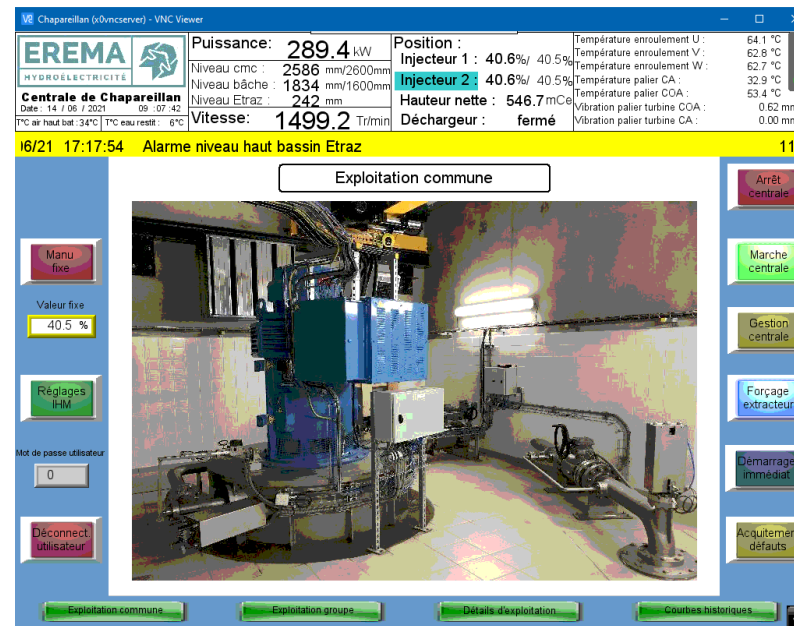 Chapareillan (x0vncserver) - VNC Viewer
EREMA
HYDROÉLECTRICITÉ
Centrale de Chapareillan
Date : 14 / 06 / 2021 09 :07 :42
T°C air haut bat : 34°C T°C eau restit : 6°C
Puissance: 289.4 kW
Niveau cmc : 2586 mm/2600mm
Niveau bâche : 1834 mm/1600mm
Niveau Etraz : 242 mm
Vitesse: 1499.2 Tr/min
Position :
Injecteur 1 : 40.6%/ 40.5%
Injecteur 2 : 40.6%/ 40.5%
Hauteur nette : 546.7 mCe
Déchargeur : fermé
Température enroulement U : 64.1 °C
Température enroulement V : 62.8 °C
Température enroulement W : 62.7 °C
Température palier CA : 32.9 °C
Température palier COA : 53.4 °C
Vibration palier turbine COA : 0.62 mm
Vibration palier turbine CA : 0.00 mm
06/21 17:17:54 Alarme niveau haut bassin Etraz 11
Exploitation commune
Manu
fixe
Valeur fixe
40.5 %
Réglages
IHM
Mot de passe utilisateur
0
Déconnect.
utilisateur
Arrêt
centrale
Marche
centrale
Gestion
centrale
Forçage
extracteur
Démarrage
immédiat
Acquitemen
défauts
Exploitation commune
Exploitation groupe
Détails d'exploitation
Courbes historiques